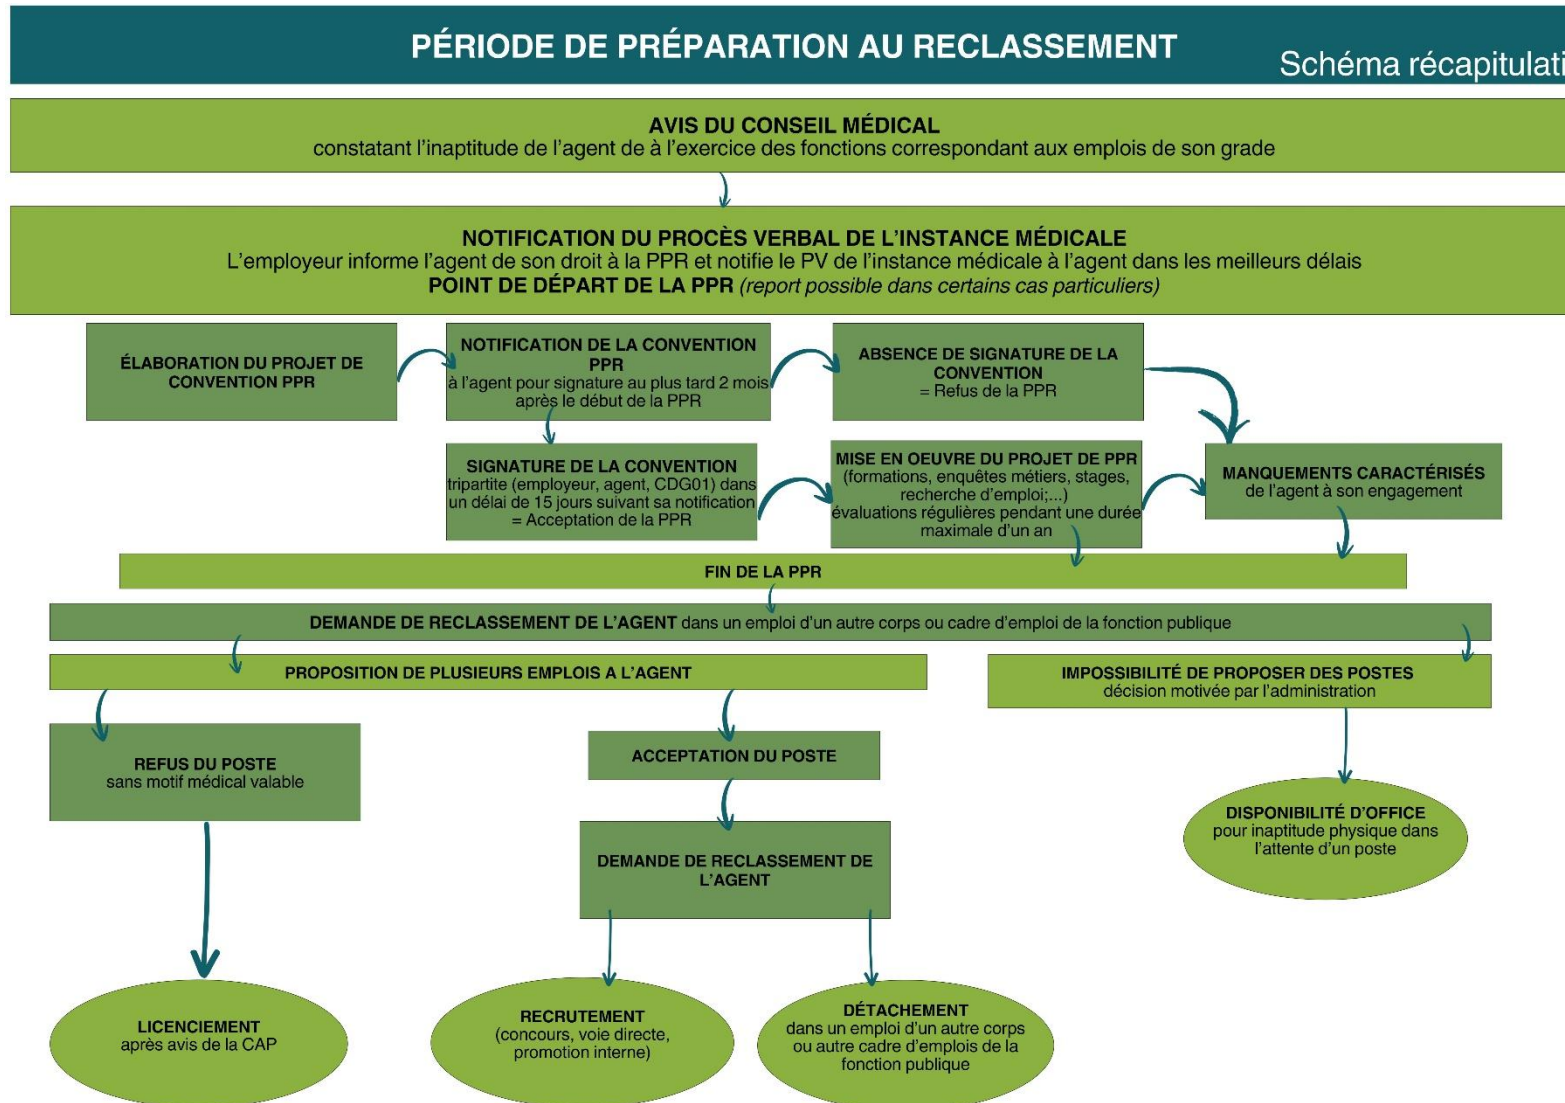 PÉRIODE DE PRÉPARATION AU RECLASSEMENT
Schéma récapitulati
AVIS DU CONSEIL MÉDICAL
constatant l'inaptitude de l'agent de à l'exercice des fonctions correspondant aux emplois de son grade
NOTIFICATION DU PROCÈS VERBAL DE L'INSTANCE MÉDICALE
L'employeur informe l'agent de son droit à la PPR et notifie le PV de l'instance médicale à l'agent dans les meilleurs délais
POINT DE DÉPART DE LA PPR (report possible dans certains cas particuliers)
ÉLABORATION DU PROJET DE
CONVENTION PPR
NOTIFICATION DE LA CONVENTION
PPR
à l'agent pour signature au plus tard 2 mois
après le début de la PPR
ABSENCE DE SIGNATURE DE LA
CONVENTION
= Refus de la PPR
SIGNATURE DE LA CONVENTION
tripartite (employeur, agent, CDG01) dans
un délai de 15 jours suivant sa notification
= Acceptation de la PPR
MISE EN OEUVRE DU PROJET DE PPR
(formations, enquêtes métiers, stages,
recherche d'emploi;...)
évaluations régulières pendant une durée
maximale d'un an
MANQUEMENTS CARACTÉRISÉS
de l'agent à son engagement
FIN DE LA PPR
DEMANDE DE RECLASSEMENT DE L'AGENT dans un emploi d'un autre corps ou cadre d'emploi de la fonction publique
PROPOSITION DE PLUSIEURS EMPLOIS A L'AGENT
IMPOSSIBILITÉ DE PROPOSER DES POSTES
décision motivée par l'administration
REFUS DU POSTE
sans motif médical valable
ACCEPTATION DU POSTE
DISPONIBILITÉ D'OFFICE
pour inaptitude physique dans
l'attente d'un poste
DEMANDE DE RECLASSEMENT DE
L'AGENT
LICENCIEMENT
après avis de la CAP
RECRUTEMENT
(concours, voie directe,
promotion interne)
DÉTACHEMENT
dans un emploi d'un autre corps
ou autre cadre d'emplois de la
fonction publique